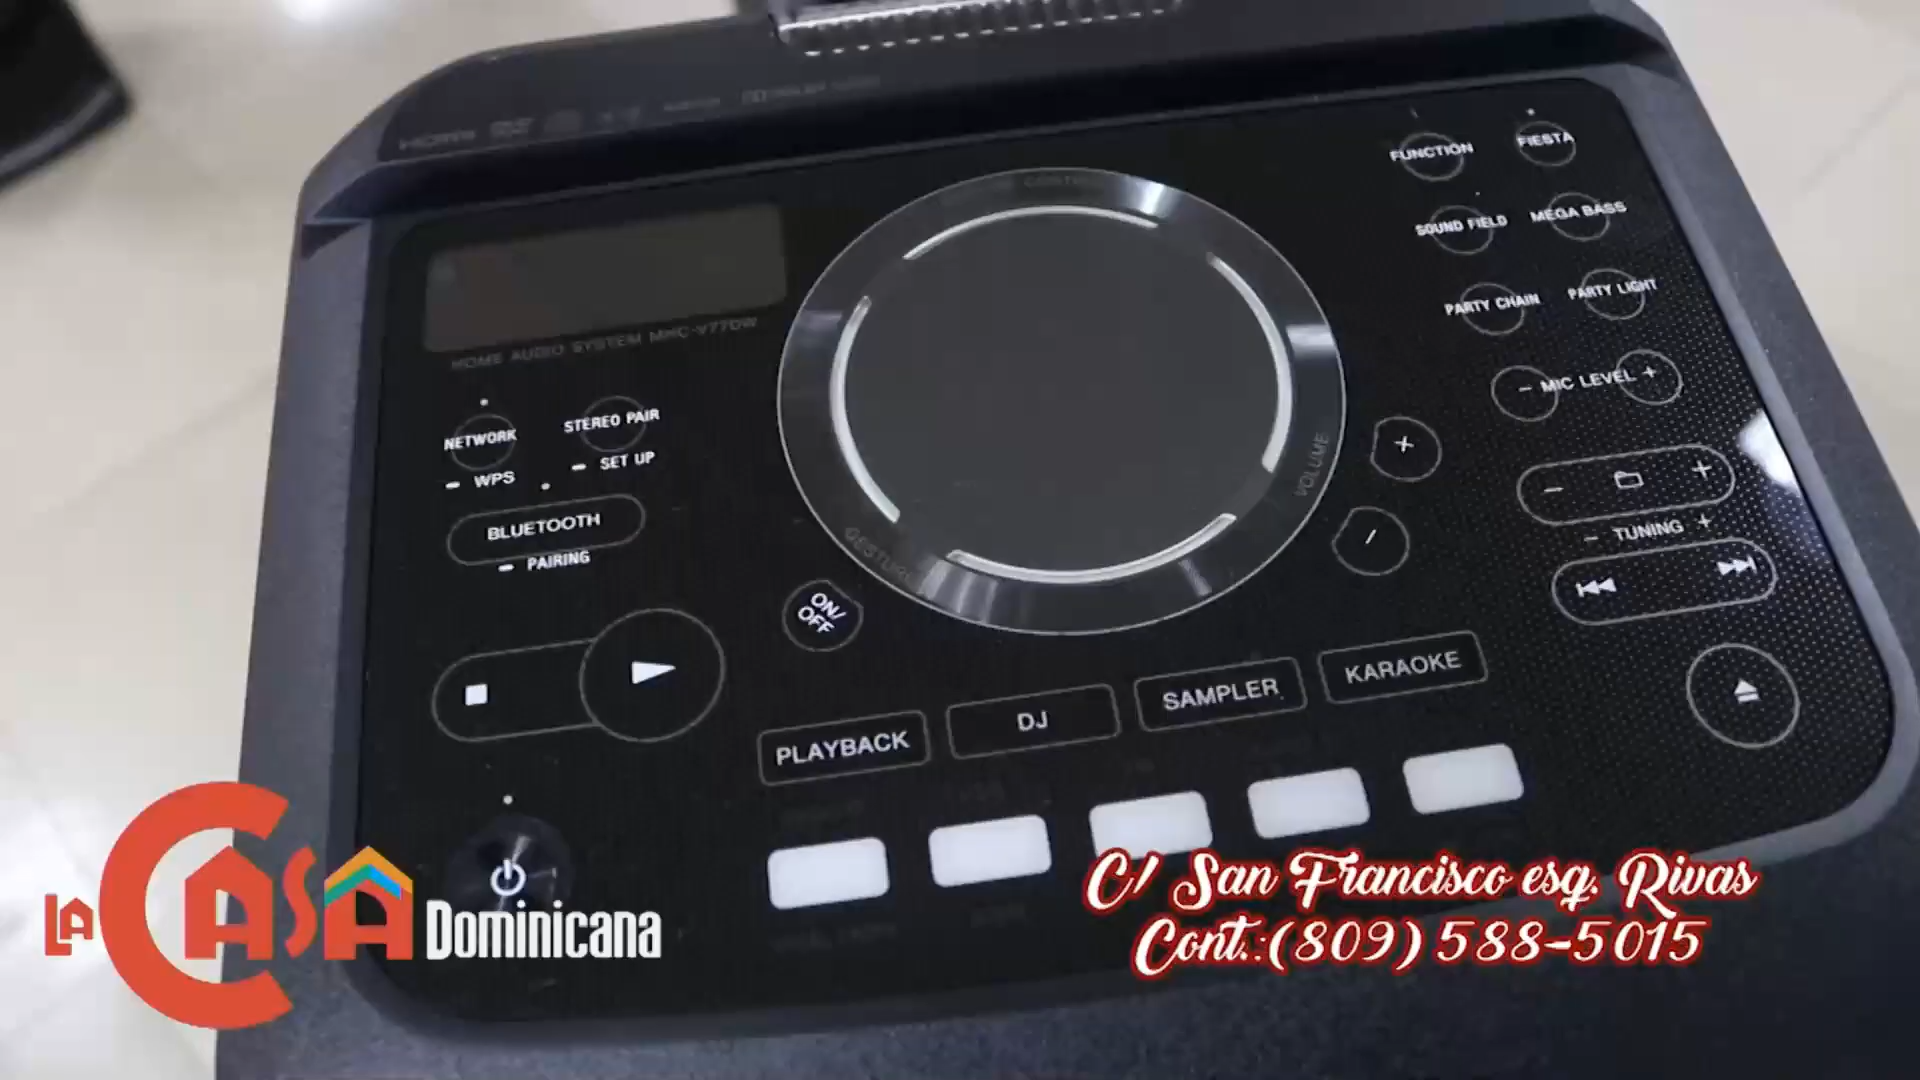 HDMI
FUNCTION
FIESTA
SOUND FIELD
MEGA BASS
PARTY CHAIN
PARTY LIGHT
HOME AUDIO SYSTEM MHC-V77DW
- MIC LEVEL +
NETWORK
STEREO PAIR
- WPS
- SET UP
VOLUME
GESTURE
+
-
- +
BLUETOOTH
- TUNING +
- PAIRING
ON/
OFF
PLAYBACK
DJ
SAMPLER
KARAOKE
LA CASA Dominicana
C/ San Francisco esq. Rivas
Cont.:(809) 588-5015